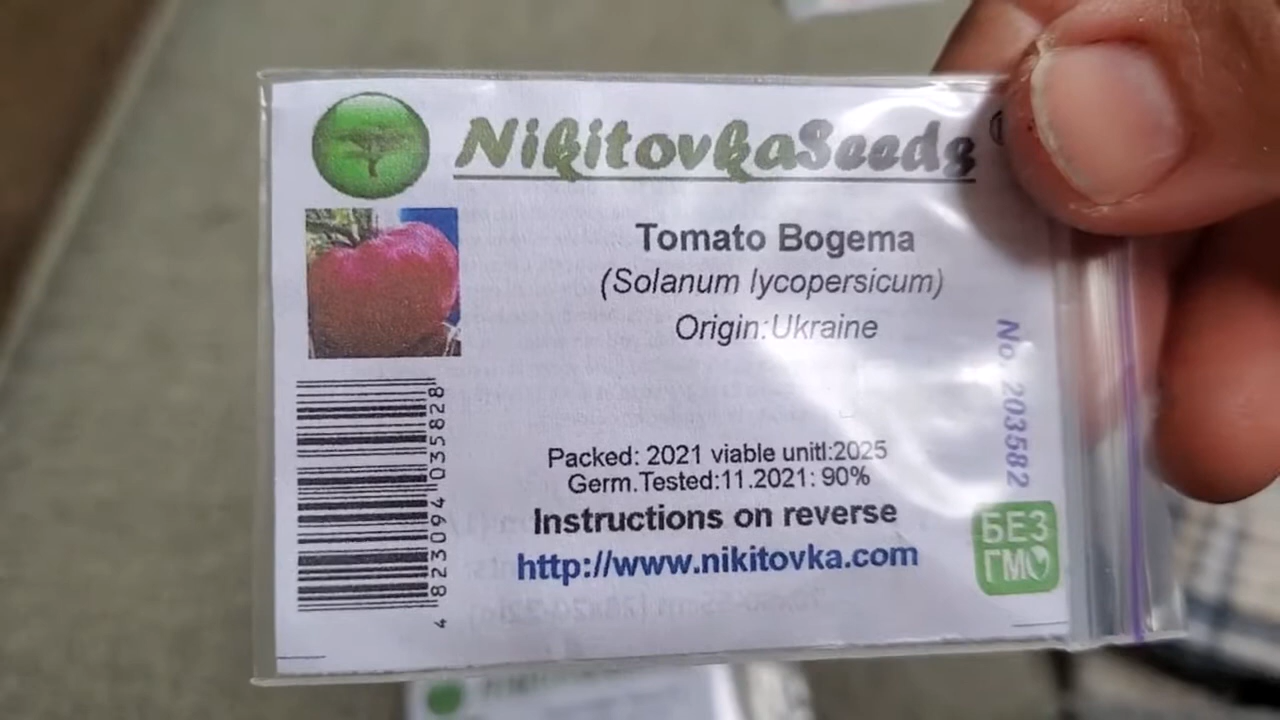 NikitovkaSeeds
Tomato Bogema
(Solanum lycopersicum)
Origin:Ukraine
No. 203582
4 823094 035828
Packed: 2021 viable unitl:2025
Germ.Tested:11.2021: 90%
Instructions on reverse
http://www.nikitovka.com
БЕЗ
ГМО